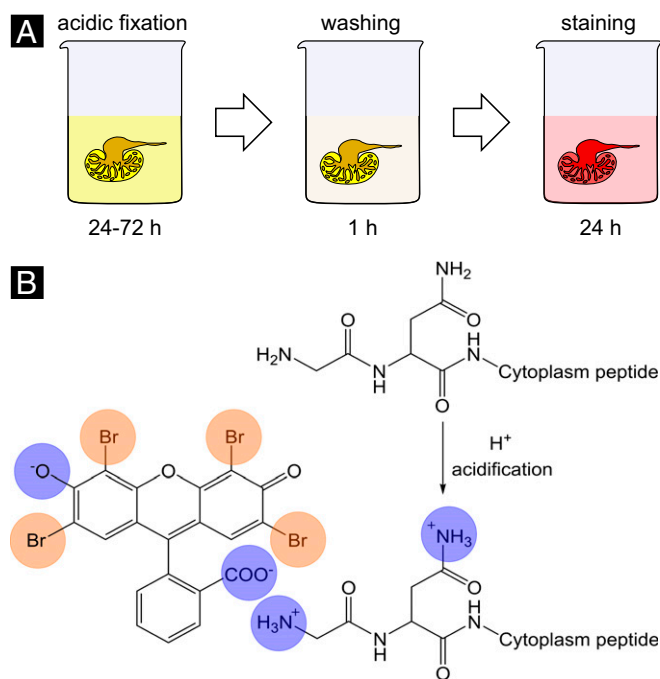 A
acidic fixation
washing
staining
24-72 h
1 h
24 h
B
NH₂
O
O
H₂N
N
H
O
H
N
Cytoplasm peptide
H⁺
acidification
Br
Br
⁻O
O
O
Br
Br
COO⁻
⁺NH₃
O
O
H₃N⁺
N
H
O
H
N
Cytoplasm peptide